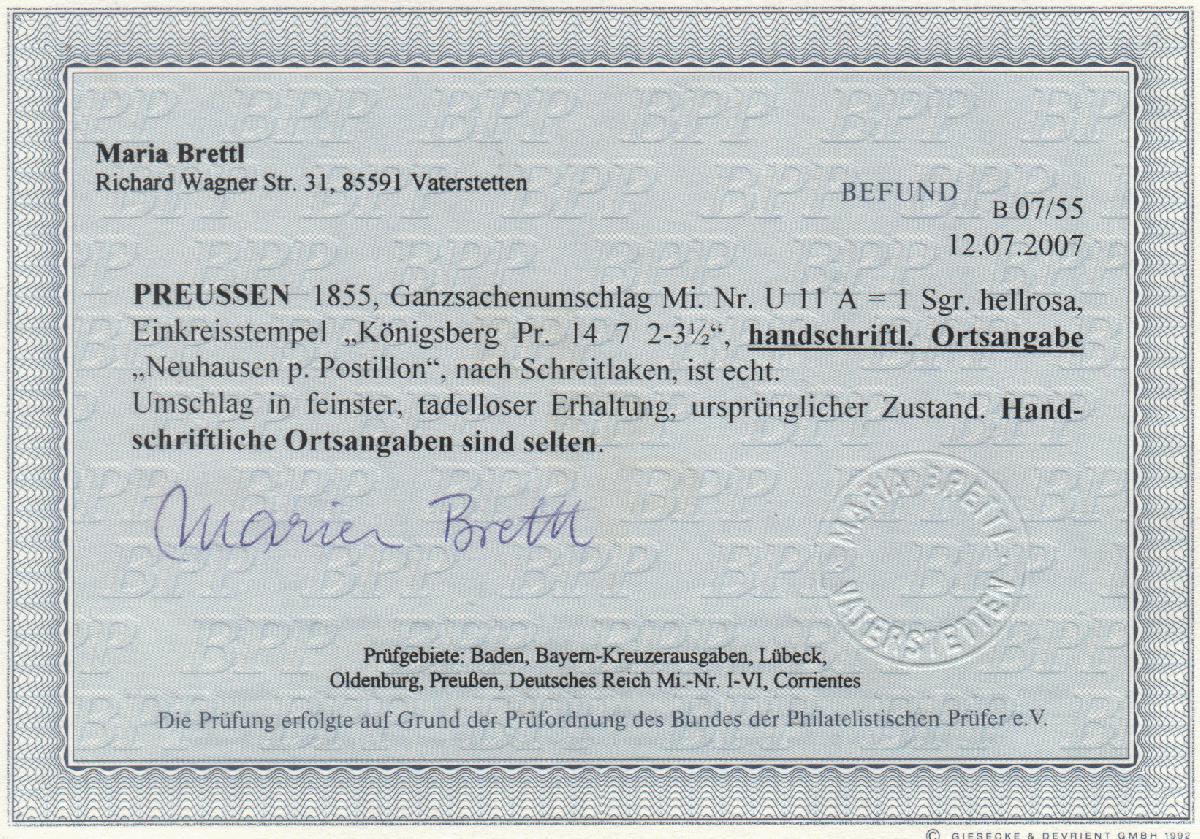 Maria Brettl
Richard Wagner Str. 31, 85591 Vaterstetten
BEFUND
B 07/55
12.07.2007
PREUSSEN 1855, Ganzsachenumschlag Mi. Nr. U 11 A = 1 Sgr. hellrosa,
Einkreisstempel „Königsberg Pr. 14 7 2-3½“, handschriftl. Ortsangabe
„Neuhausen p. Postillon“, nach Schreitlaken, ist echt.
Umschlag in feinster, tadelloser Erhaltung, ursprünglicher Zustand. Hand-
schriftliche Ortsangaben sind selten.
Maria Brettl
MARIA BRETTL
VATERSTETTEN
Prüfgebiete: Baden, Bayern-Kreuzerausgaben, Lübeck,
Oldenburg, Preußen, Deutsches Reich Mi.-Nr. I-VI, Corrientes
Die Prüfung erfolgte auf Grund der Prüfordnung des Bundes der Philatelistischen Prüfer e.V.
© GIESECKE & DEVRIENT GMBH 1992